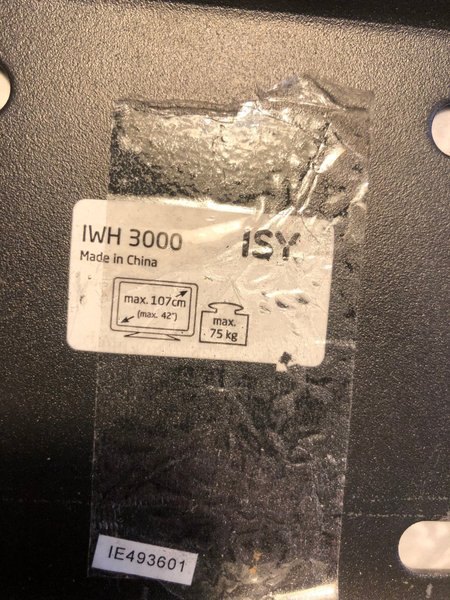 IWH 3000
ISY
Made in China
max. 107cm
(max. 42")
max.
75 kg
IE493601